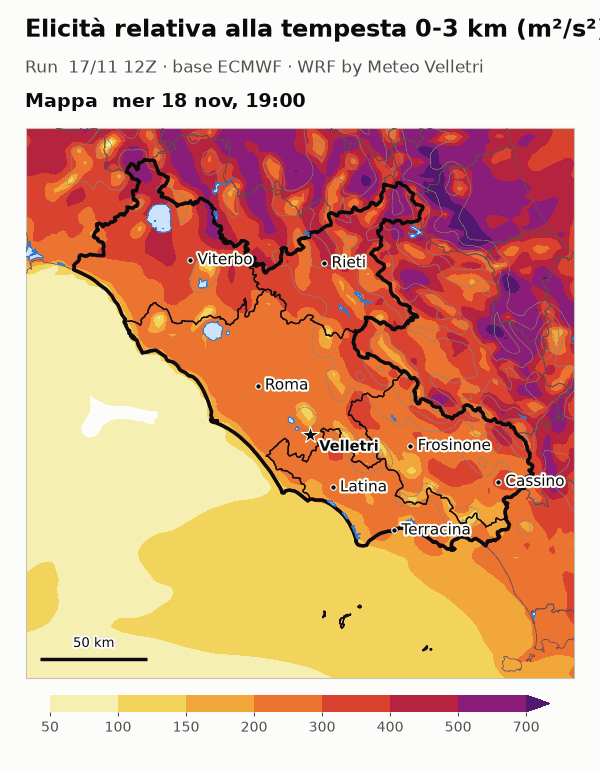 Elicità relativa alla tempesta 0-3 km (m²/s²)
Run 17/11 12Z · base ECMWF · WRF by Meteo Velletri
Mappa mer 18 nov, 19:00
Viterbo
Rieti
Roma
Velletri
Frosinone
Cassino
Latina
Terracina
50 km
50 100 150 200 300 400 500 700